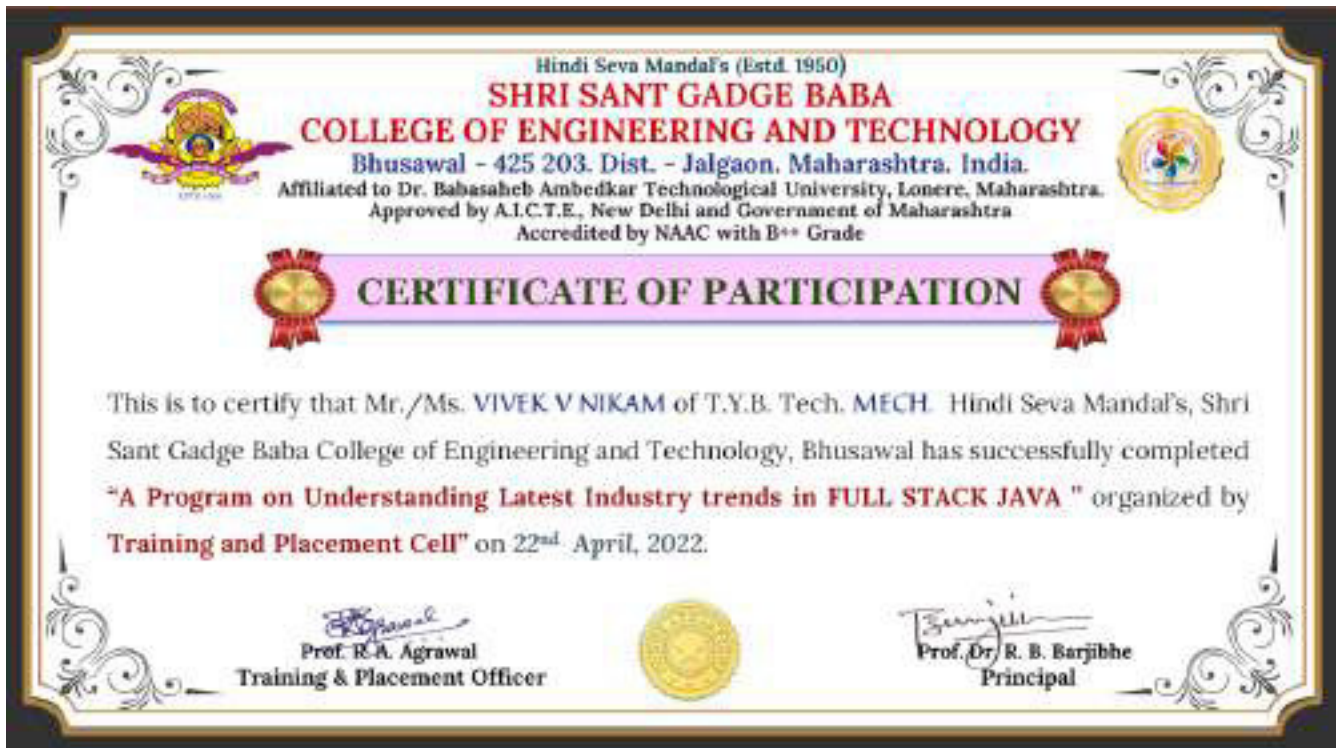 Hindi Seva Mandal's (Estd. 1950)
SHRI SANT GADGE BABA
COLLEGE OF ENGINEERING AND TECHNOLOGY
Bhusawal - 425 203. Dist. - Jalgaon. Maharashtra. India.
Affiliated to Dr. Babasaheb Ambedkar Technological University, Lonere, Maharashtra.
Approved by A.I.C.T.E., New Delhi and Government of Maharashtra
Accredited by NAAC with B++ Grade
CERTIFICATE OF PARTICIPATION
This is to certify that Mr./Ms. VIVEK V NIKAM of T.Y.B. Tech. MECH. Hindi Seva Mandal's, Shri
Sant Gadge Baba College of Engineering and Technology, Bhusawal has successfully completed
"A Program on Understanding Latest Industry trends in FULL STACK JAVA " organized by
Training and Placement Cell" on 22nd April, 2022.
Prof. R. A. Agrawal
Training & Placement Officer
Prof. Dr. R. B. Barjibhe
Principal